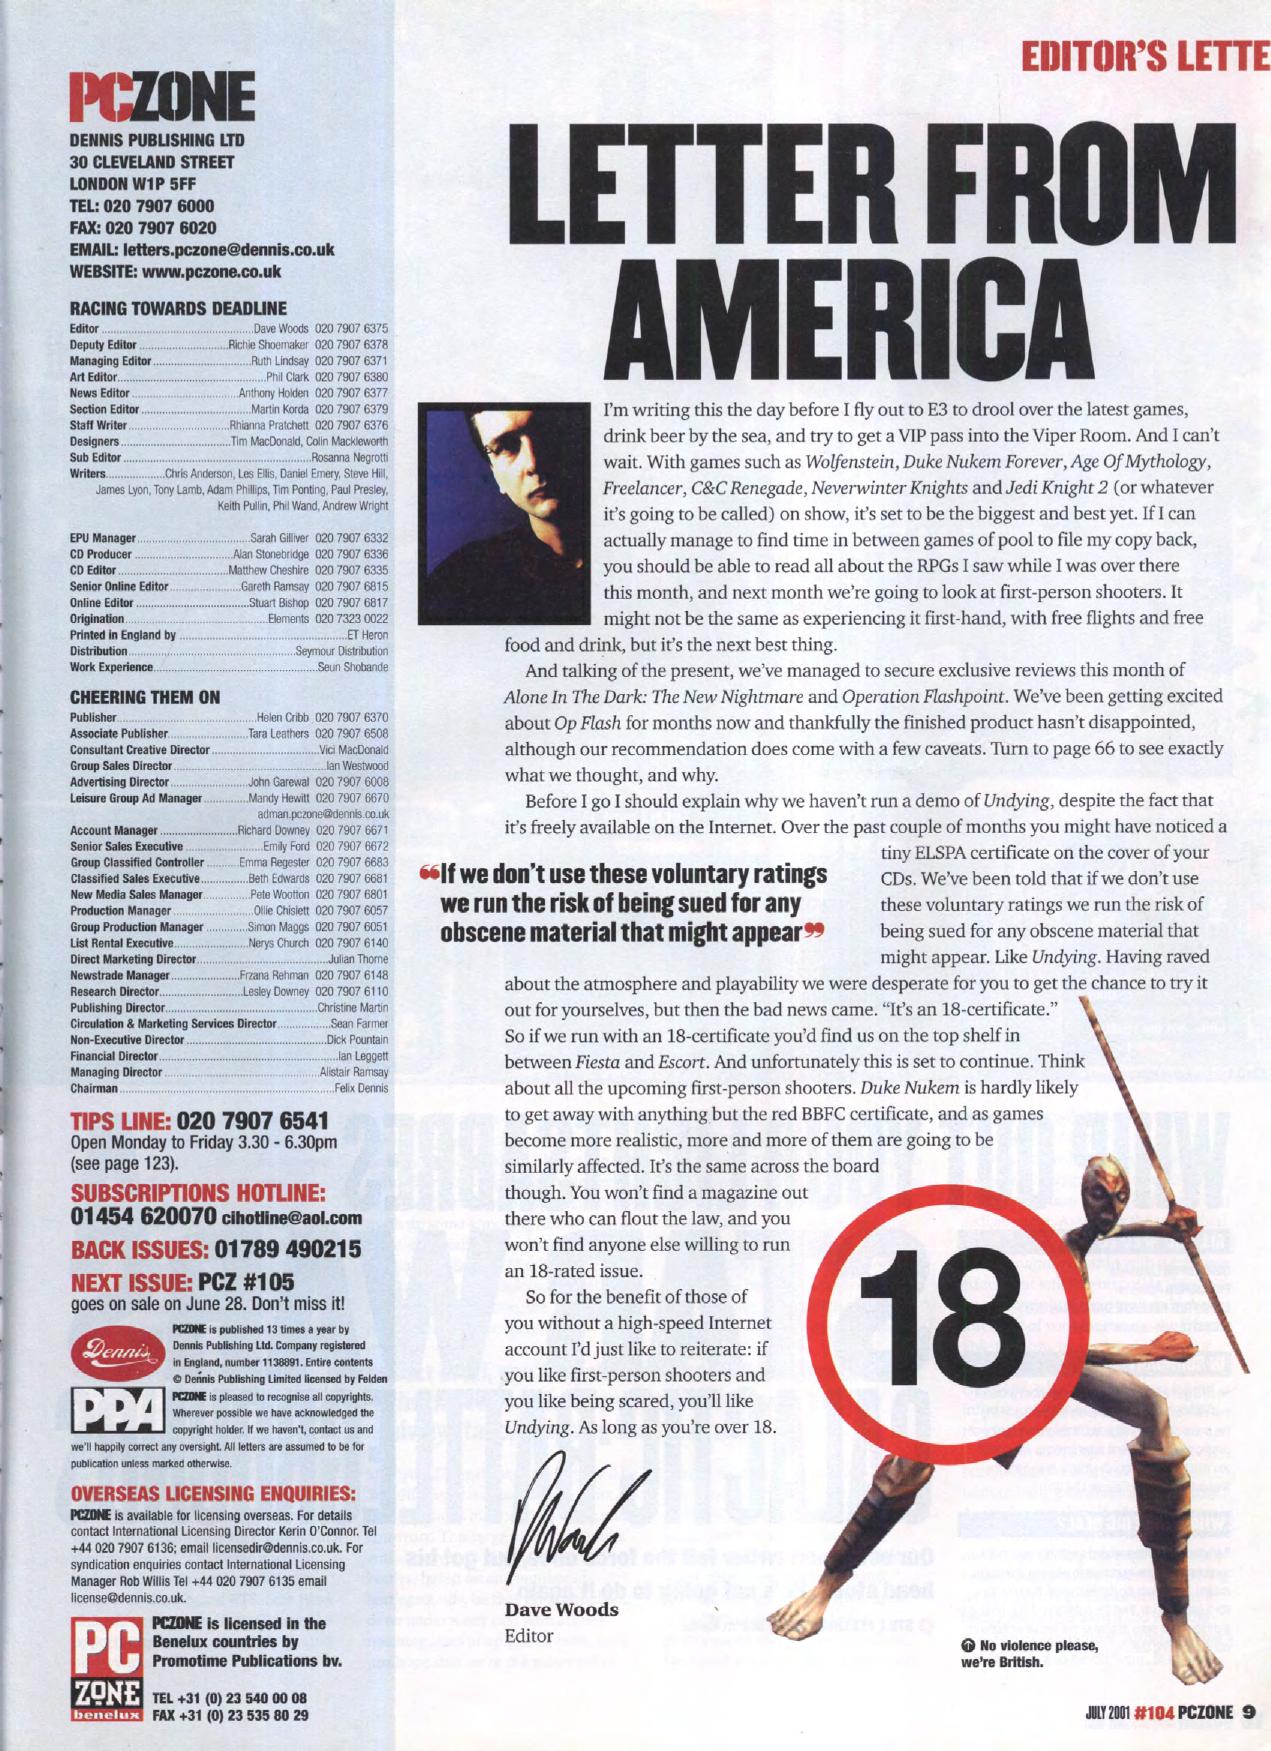 EDITOR'S LETTE
PCZONE
DENNIS PUBLISHING LTD
30 CLEVELAND STREET
LONDON W1P 5FF
TEL: 020 7907 6000
FAX: 020 7907 6020
EMAIL: letters.pczone@dennis.co.uk
WEBSITE: www.pczone.co.uk
RACING TOWARDS DEADLINE
Editor Dave Woods 020 7907 6375
Deputy Editor Richie Shoemaker 020 7907 6378
Managing Editor Ruth Lindsay 020 7907 6371
Art Editor Phil Clark 020 7907 6380
News Editor Anthony Holden 020 7907 6377
Section Editor Martin Korda 020 7907 6379
Staff Writer Rhianna Pratchett 020 7907 6376
Designers Tim MacDonald, Colin Mackleworth
Sub Editor Rosanna Negrotti
Writers Chris Anderson, Les Ellis, Daniel Emery, Steve Hill,
James Lyon, Tony Lamb, Adam Phillips, Tim Ponting, Paul Presley,
Keith Pullin, Phil Wand, Andrew Wright
EPU Manager Sarah Gilliver 020 7907 6332
CD Producer Alan Stonebridge 020 7907 6336
CD Editor Matthew Cheshire 020 7907 6335
Senior Online Editor Gareth Ramsay 020 7907 6815
Online Editor Stuart Bishop 020 7907 6817
Origination Elements 020 7323 0022
Printed in England by ET Heron
Distribution Seymour Distribution
Work Experience Seun Shobande
CHEERING THEM ON
Publisher Helen Cribb 020 7907 6370
Associate Publisher Tara Leathers 020 7907 6508
Consultant Creative Director Vici MacDonald
Group Sales Director Ian Westwood
Advertising Director John Garewal 020 7907 6008
Leisure Group Ad Manager Mandy Hewitt 020 7907 6670
adman.pczone@dennis.co.uk
Account Manager Richard Downey 020 7907 6671
Senior Sales Executive Emily Ford 020 7907 6672
Group Classified Controller Emma Regester 020 7907 6683
Classified Sales Executive Beth Edwards 020 7907 6681
New Media Sales Manager Pete Wootton 020 7907 6801
Production Manager Ollie Chislett 020 7907 6057
Group Production Manager Simon Maggs 020 7907 6051
List Rental Executive Nerys Church 020 7907 6140
Direct Marketing Director Julian Thorne
Newstrade Manager Frzana Rehman 020 7907 6148
Research Director Lesley Downey 020 7907 6110
Publishing Director Christine Martin
Circulation & Marketing Services Director Sean Farmer
Non-Executive Director Dick Pountain
Financial Director Ian Leggett
Managing Director Alistair Ramsay
Chairman Felix Dennis
TIPS LINE: 020 7907 6541
Open Monday to Friday 3.30 - 6.30pm
(see page 123).
SUBSCRIPTIONS HOTLINE:
01454 620070 cihotline@aol.com
BACK ISSUES: 01789 490215
NEXT ISSUE: PCZ #105
goes on sale on June 28. Don't miss it!
Dennis
PCZONE is published 13 times a year by
Dennis Publishing Ltd. Company registered
in England, number 1138891. Entire contents
© Dennis Publishing Limited licensed by Felden
PPA
PCZONE is pleased to recognise all copyrights.
Wherever possible we have acknowledged the
copyright holder. If we haven't, contact us and
we'll happily correct any oversight. All letters are assumed to be for
publication unless marked otherwise.
OVERSEAS LICENSING ENQUIRIES:
PCZONE is available for licensing overseas. For details
contact International Licensing Director Kerin O'Connor. Tel
+44 020 7907 6136; email licensedir@dennis.co.uk. For
syndication enquiries contact International Licensing
Manager Rob Willis Tel +44 020 7907 6135 email
license@dennis.co.uk.
PC ZONE benelux
PCZONE is licensed in the
Benelux countries by
Promotime Publications bv.
TEL +31 (0) 23 540 00 08
FAX +31 (0) 23 535 80 29
LETTER FROM
AMERICA
I'm writing this the day before I fly out to E3 to drool over the latest games,
drink beer by the sea, and try to get a VIP pass into the Viper Room. And I can't
wait. With games such as Wolfenstein, Duke Nukem Forever, Age Of Mythology,
Freelancer, C&C Renegade, Neverwinter Knights and Jedi Knight 2 (or whatever
it's going to be called) on show, it's set to be the biggest and best yet. If I can
actually manage to find time in between games of pool to file my copy back,
you should be able to read all about the RPGs I saw while I was over there
this month, and next month we're going to look at first-person shooters. It
might not be the same as experiencing it first-hand, with free flights and free
food and drink, but it's the next best thing.
And talking of the present, we've managed to secure exclusive reviews this month of
Alone In The Dark: The New Nightmare and Operation Flashpoint. We've been getting excited
about Op Flash for months now and thankfully the finished product hasn't disappointed,
although our recommendation does come with a few caveats. Turn to page 66 to see exactly
what we thought, and why.
Before I go I should explain why we haven't run a demo of Undying, despite the fact that
it's freely available on the Internet. Over the past couple of months you might have noticed a
tiny ELSPA certificate on the cover of your
CDs. We've been told that if we don't use
these voluntary ratings we run the risk of
being sued for any obscene material that
might appear. Like Undying. Having raved
about the atmosphere and playability we were desperate for you to get the chance to try it
out for yourselves, but then the bad news came. "It's an 18-certificate."
So if we run with an 18-certificate you'd find us on the top shelf in
between Fiesta and Escort. And unfortunately this is set to continue. Think
about all the upcoming first-person shooters. Duke Nukem is hardly likely
to get away with anything but the red BBFC certificate, and as games
become more realistic, more and more of them are going to be
similarly affected. It's the same across the board
though. You won't find a magazine out
there who can flout the law, and you
won't find anyone else willing to run
an 18-rated issue.
So for the benefit of those of
you without a high-speed Internet
account I'd just like to reiterate: if
you like first-person shooters and
you like being scared, you'll like
Undying. As long as you're over 18.
“If we don't use these voluntary ratings
we run the risk of being sued for any
obscene material that might appear”
18
DWoods
Dave Woods
Editor
No violence please,
we're British.
JULY 2001 #104 PCZONE 9